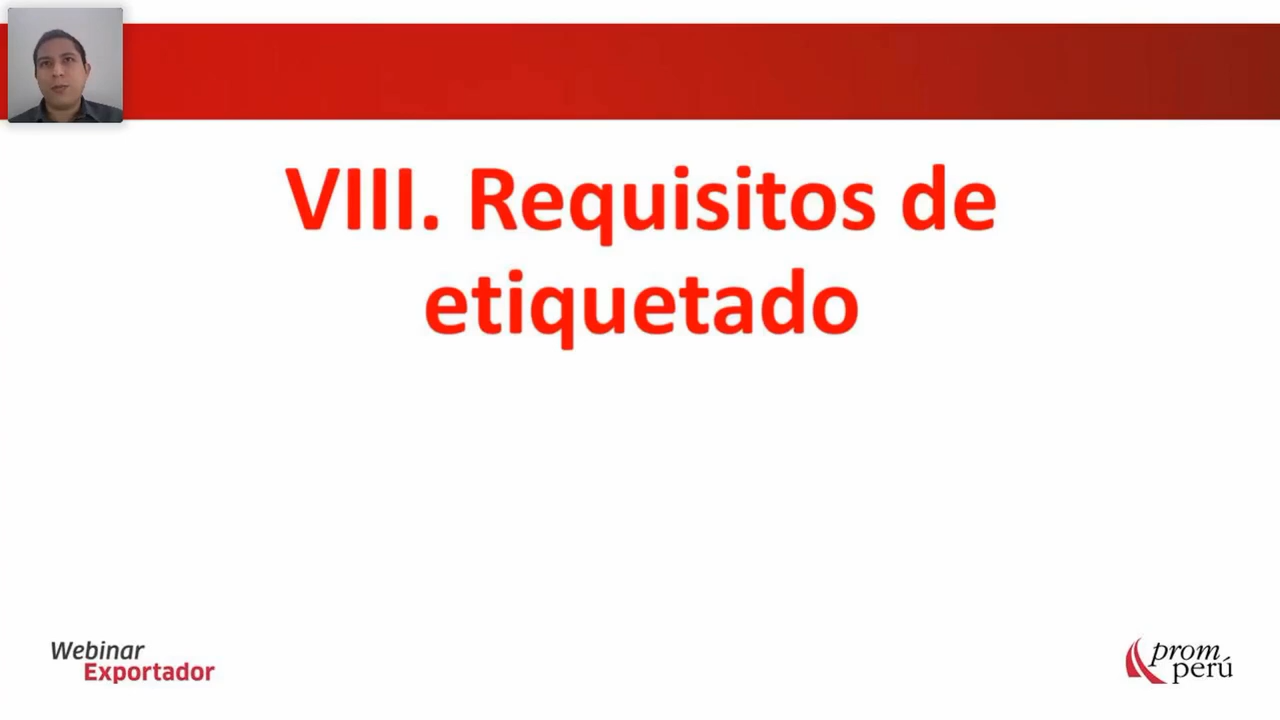 VIII. Requisitos de
etiquetado
Webinar
Exportador
prom
perú